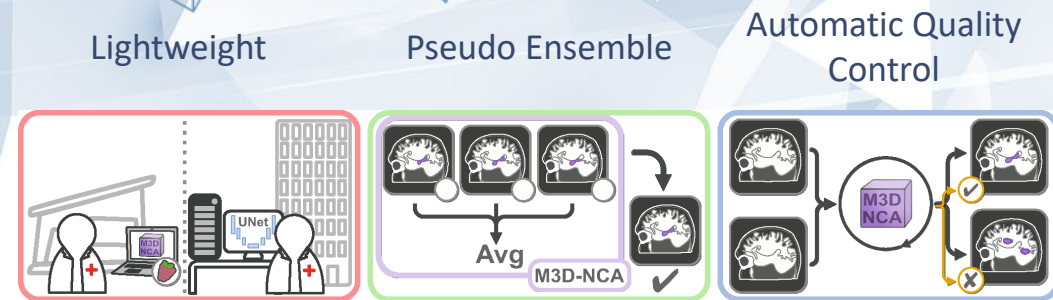 Lightweight
Pseudo Ensemble
Automatic Quality
Control
M3D
NCA
UNet
Avg
M3D-NCA
M3D
NCA